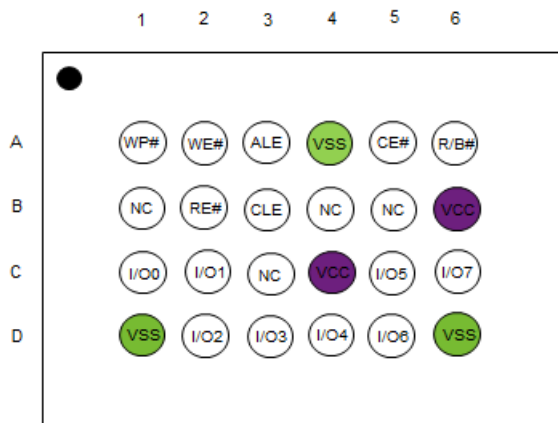 1 2 3 4 5 6
A WP# WE# ALE VSS CE# R/B#
B NC RE# CLE NC NC VCC
C I/O0 I/O1 NC VCC I/O5 I/O7
D VSS I/O2 I/O3 I/O4 I/O6 VSS